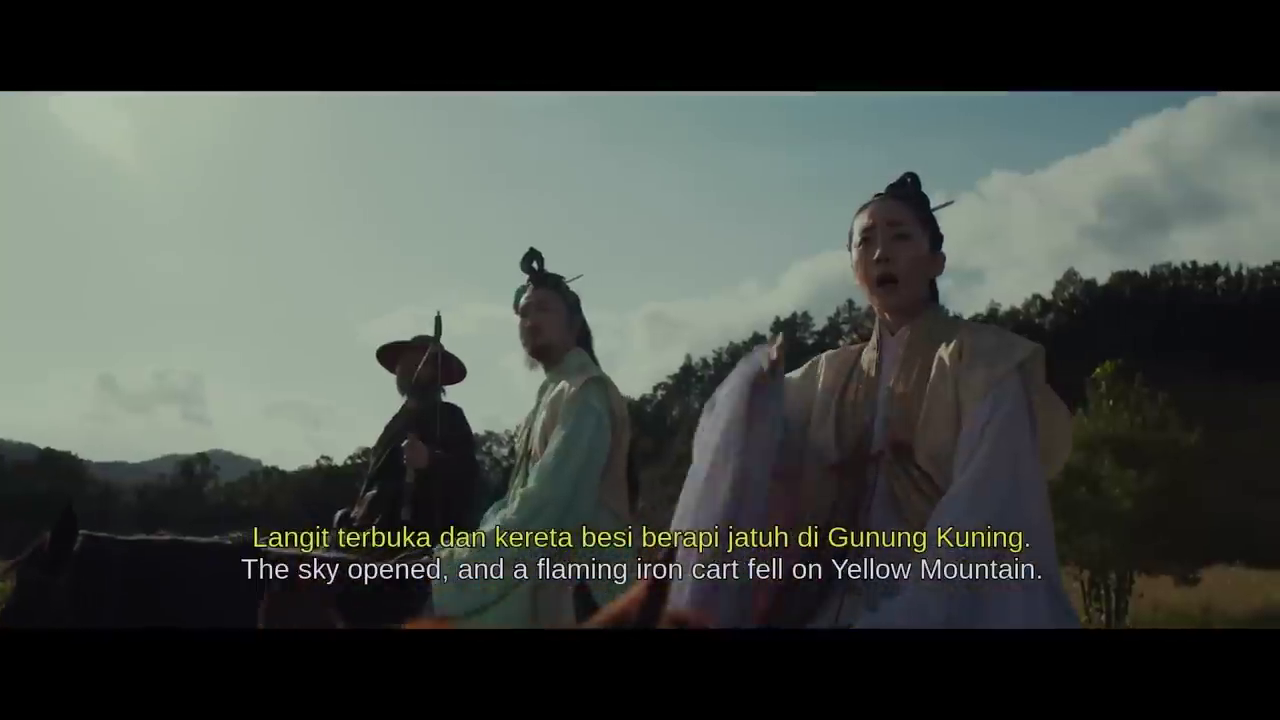 Langit terbuka dan kereta besi berapi jatuh di Gunung Kuning.
The sky opened, and a flaming iron cart fell on Yellow Mountain.